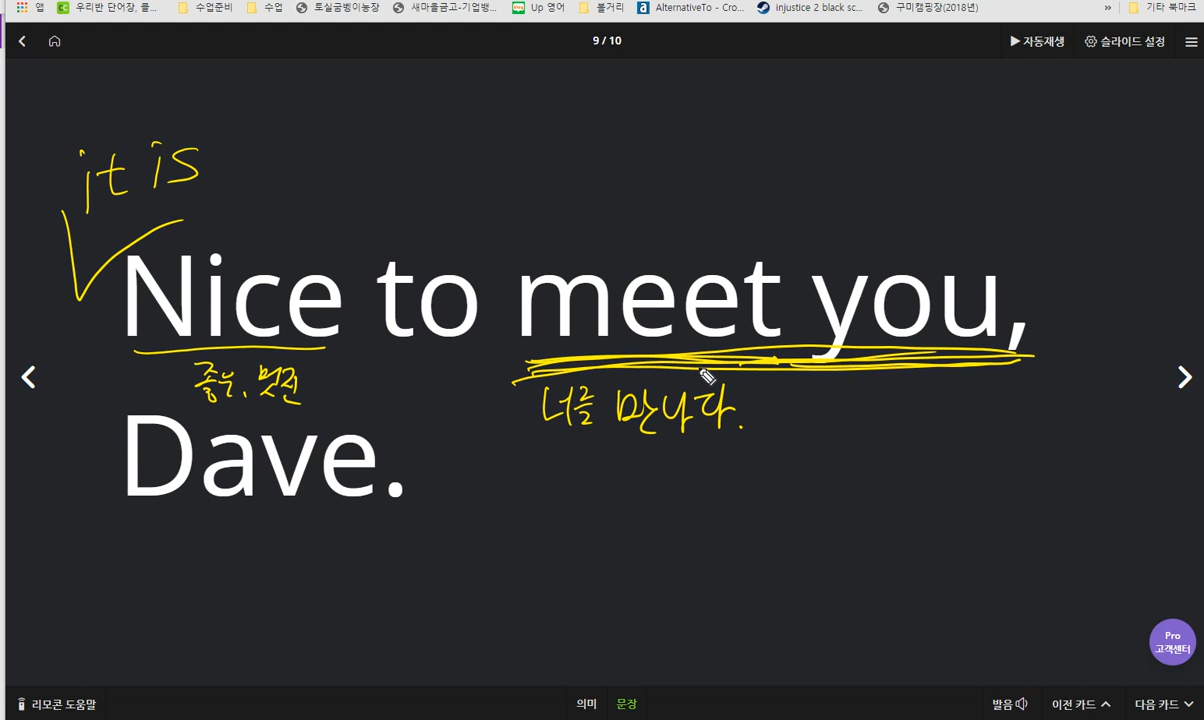 앱 우리반 단어장, 클... 수업준비 수업 토실굼벵이농장 새마을금고-기업뱅... Up 영어 볼거리 AlternativeTo - Cro... injustice 2 black sc... 구미캠핑장(2018년) » 기타 북마크
9 / 10 자동재생 슬라이드 설정
it is
Nice to meet you,
좋은, 멋진 너를 만나다.
Dave.
Pro
고객센터
리모콘 도움말 의미 문장 발음 이전 카드 다음 카드